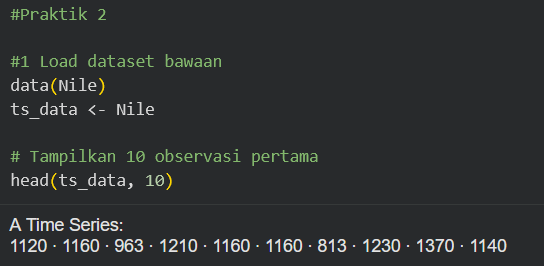 #Praktik 2
#1 Load dataset bawaan
data(Nile)
ts_data <- Nile
# Tampilkan 10 observasi pertama
head(ts_data, 10)
A Time Series:
1120 · 1160 · 963 · 1210 · 1160 · 1160 · 813 · 1230 · 1370 · 1140